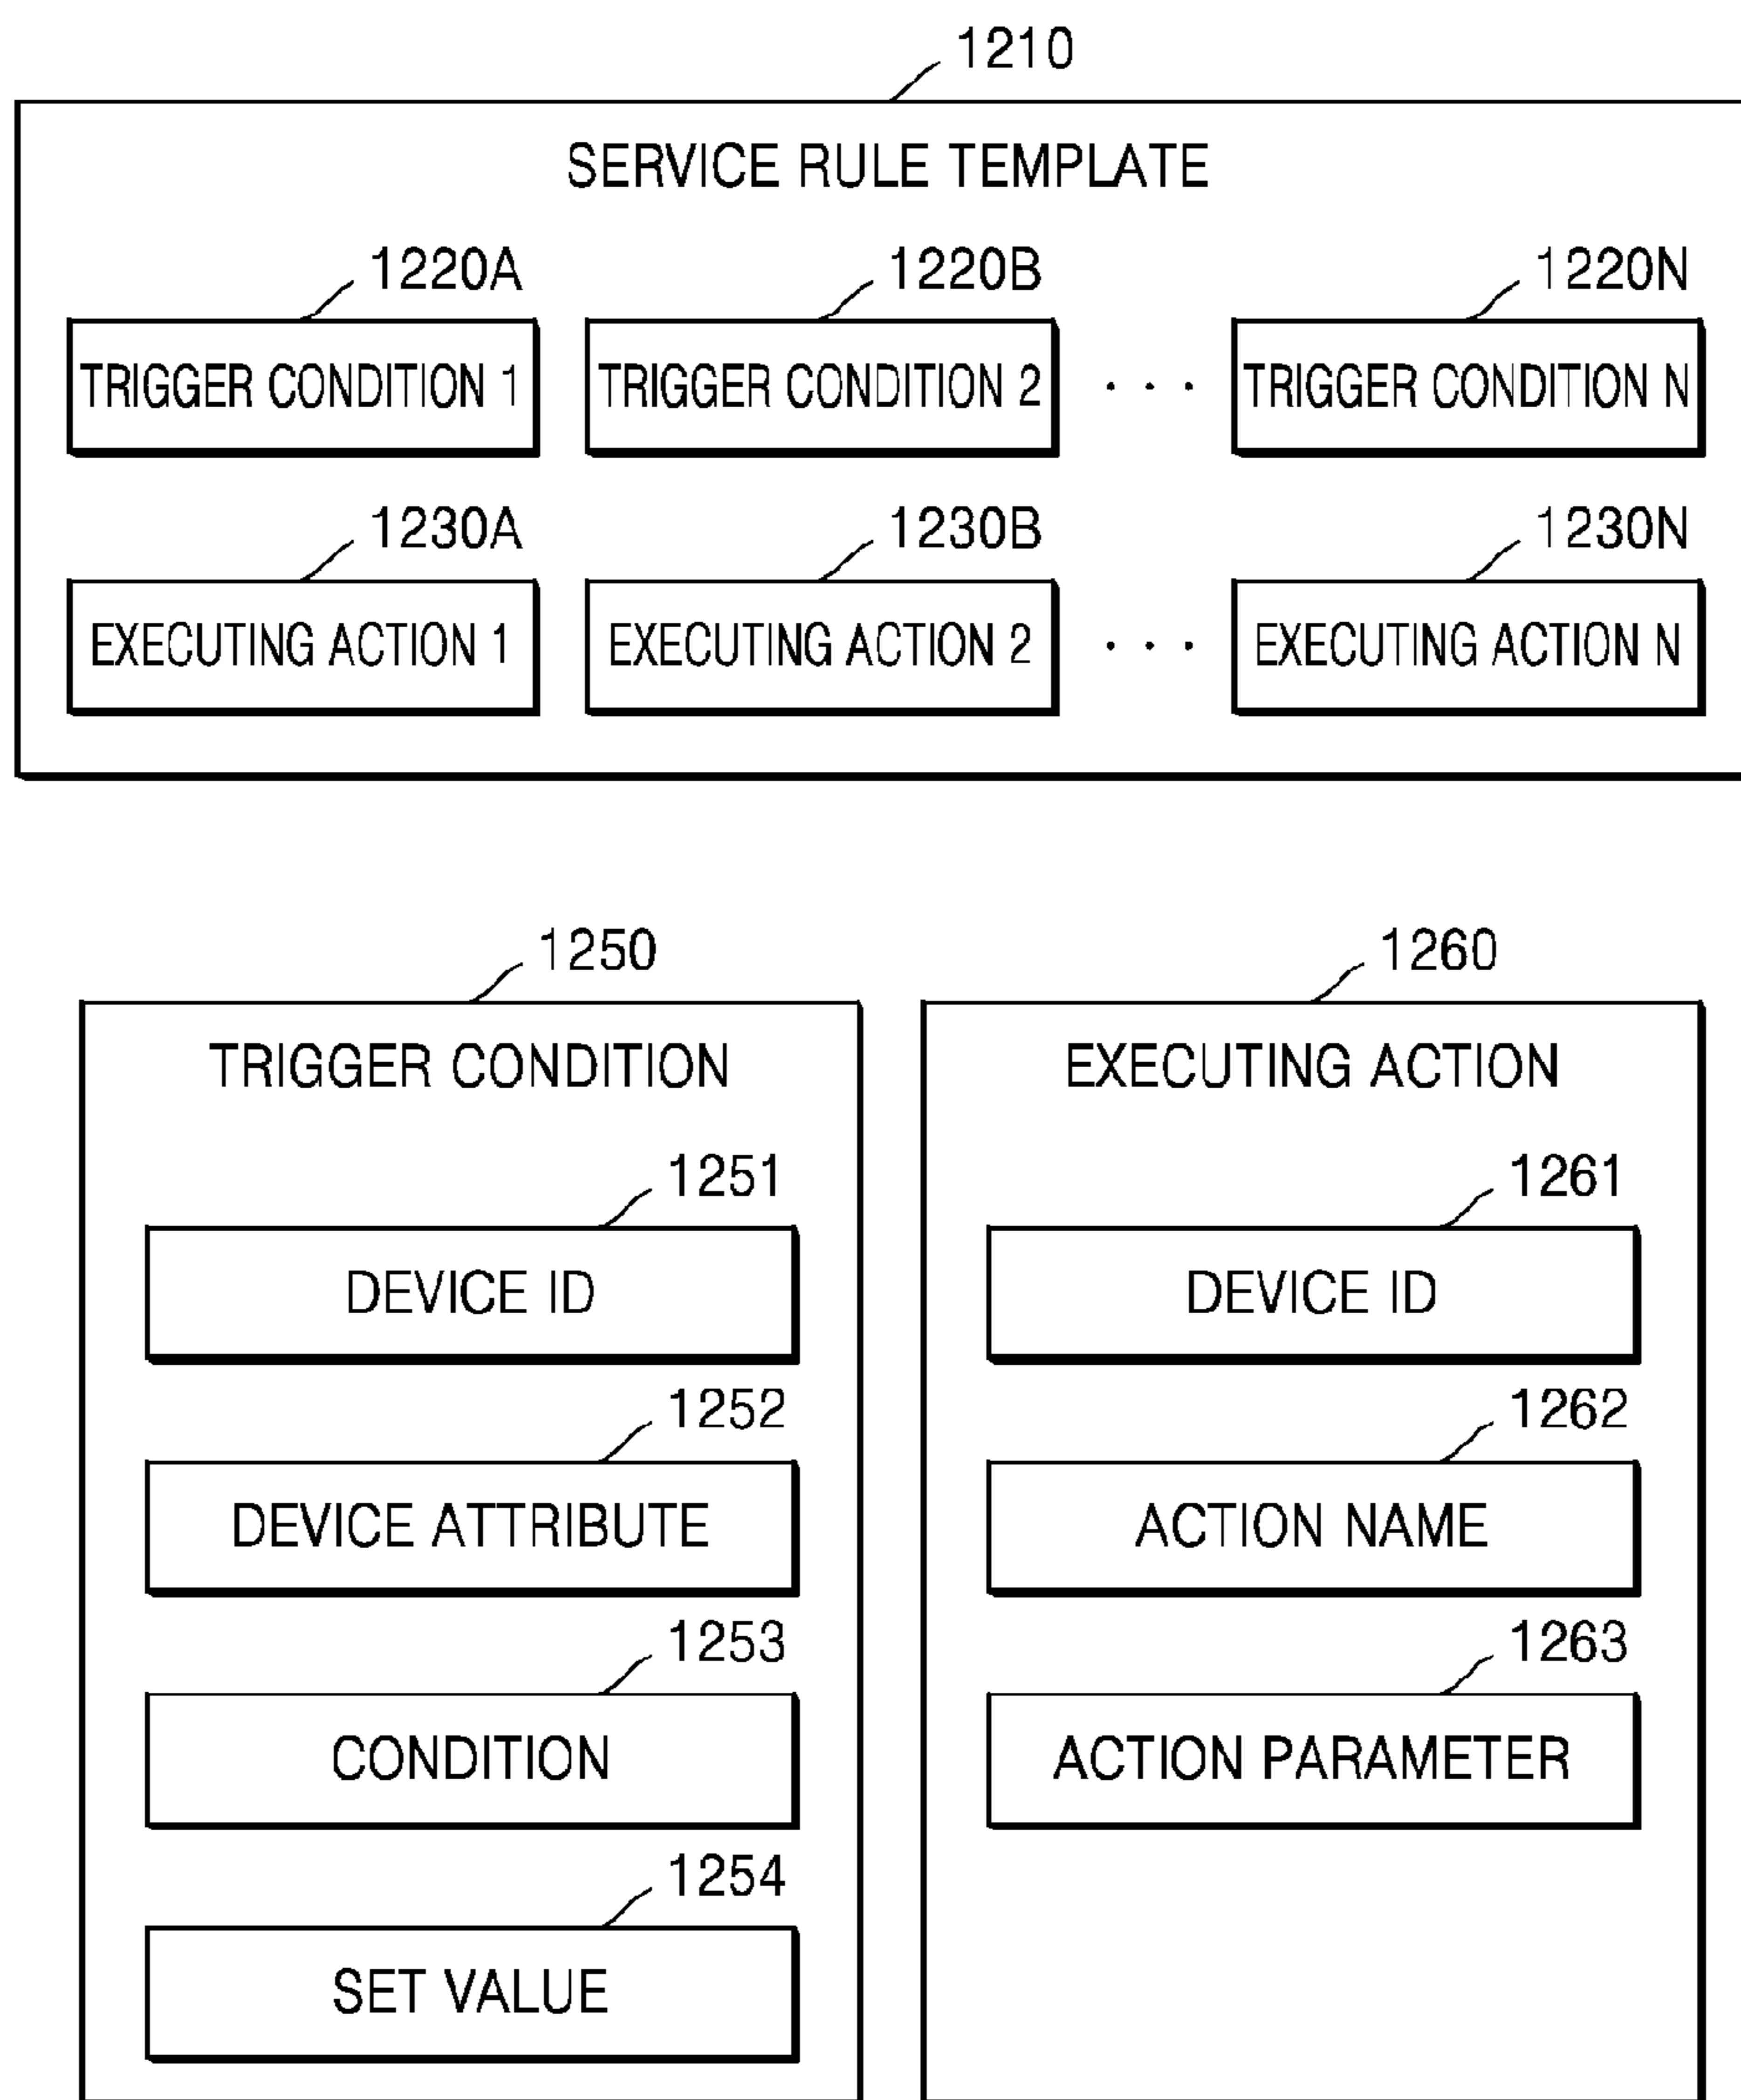 1210
SERVICE RULE TEMPLATE
1220A 1220B 1220N
TRIGGER CONDITION 1 TRIGGER CONDITION 2 · · · TRIGGER CONDITION N
1230A 1230B 1230N
EXECUTING ACTION 1 EXECUTING ACTION 2 · · · EXECUTING ACTION N
1250
TRIGGER CONDITION
1251
DEVICE ID
1252
DEVICE ATTRIBUTE
1253
CONDITION
1254
SET VALUE
1260
EXECUTING ACTION
1261
DEVICE ID
1262
ACTION NAME
1263
ACTION PARAMETER